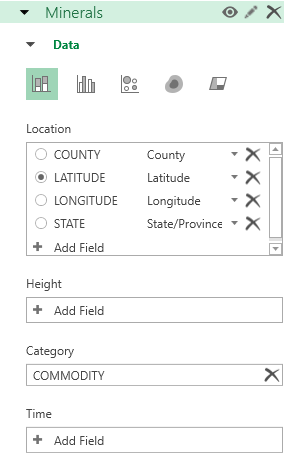 Minerals
Data
Location
COUNTY County
LATITUDE Latitude
LONGITUDE Longitude
STATE State/Province
Add Field
Height
Add Field
Category
COMMODITY
Time
Add Field